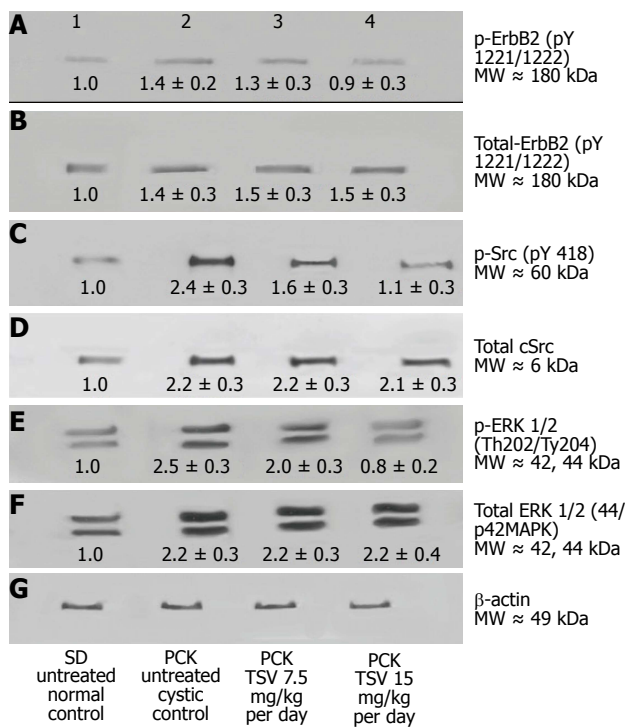 A
1 2 3 4
1.0 1.4 ± 0.2 1.3 ± 0.3 0.9 ± 0.3
p-ErbB2 (pY
1221/1222)
MW ≈ 180 kDa
B
1.0 1.4 ± 0.3 1.5 ± 0.3 1.5 ± 0.3
Total-ErbB2 (pY
1221/1222)
MW ≈ 180 kDa
C
1.0 2.4 ± 0.3 1.6 ± 0.3 1.1 ± 0.3
p-Src (pY 418)
MW ≈ 60 kDa
D
1.0 2.2 ± 0.3 2.2 ± 0.3 2.1 ± 0.3
Total cSrc
MW ≈ 6 kDa
E
1.0 2.5 ± 0.3 2.0 ± 0.3 0.8 ± 0.2
p-ERK 1/2
(Th202/Ty204)
MW ≈ 42, 44 kDa
F
1.0 2.2 ± 0.3 2.2 ± 0.3 2.2 ± 0.4
Total ERK 1/2 (44/
p42MAPK)
MW ≈ 42, 44 kDa
G
β-actin
MW ≈ 49 kDa
SD
untreated
normal
control
PCK
untreated
cystic
control
PCK
TSV 7.5
mg/kg
per day
PCK
TSV 15
mg/kg
per day